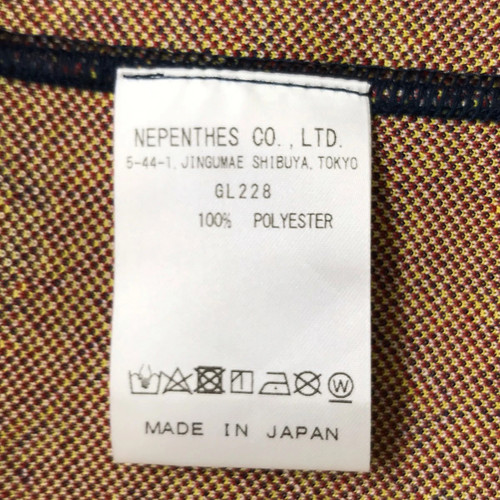 NEPENTHES CO.,LTD.
5-44-1,JINGUMAE SHIBUYA,TOKYO
GL228
100% POLYESTER
W
MADE IN JAPAN